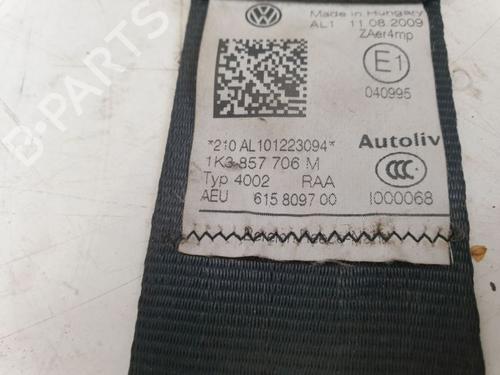 Made in Hungary
AL1 11.08.2009
ZAer4mp
E1
040995
*210 AL101223094*
Autoliv
1K3 857 706 M
Typ 4002 RAA
CCC
AEU 615 8097 00 I000068